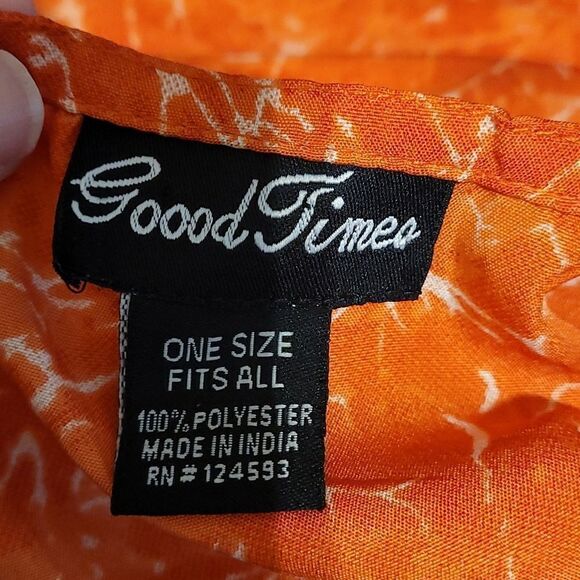 Goood Times
ONE SIZE
FITS ALL
100% POLYESTER
MADE IN INDIA
RN # 124593